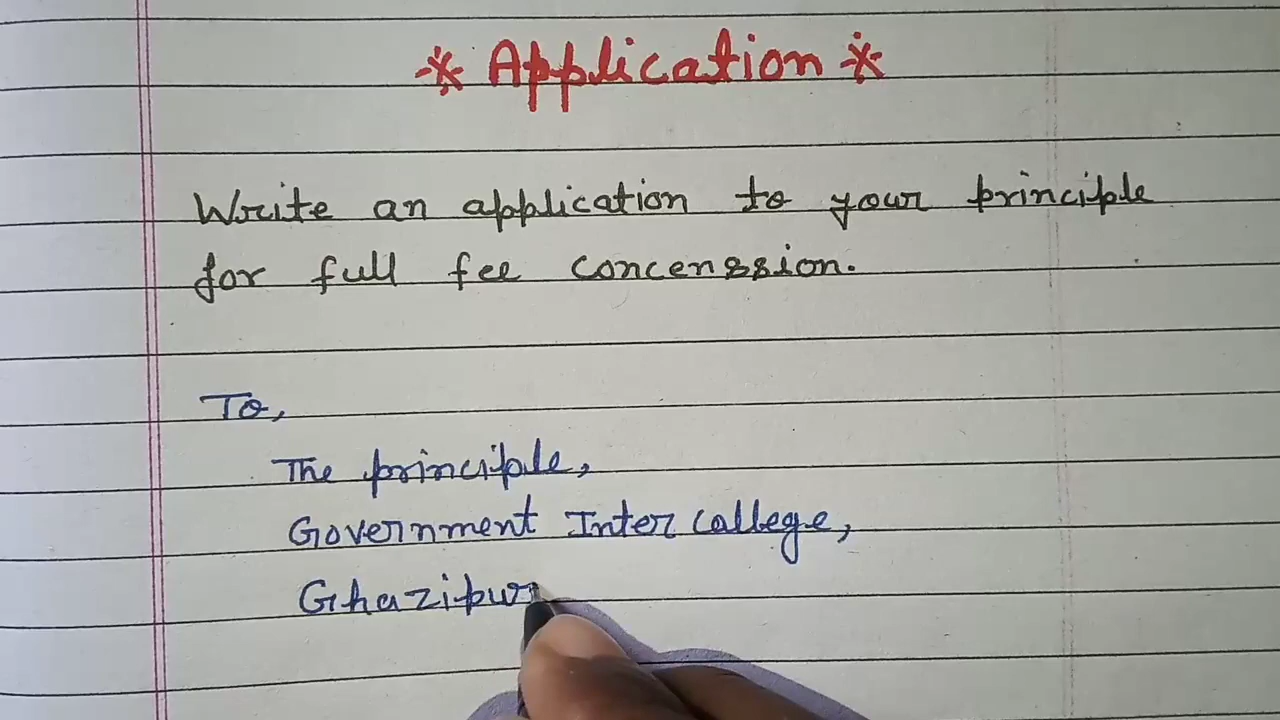 * Application *
Write an application to your principle
for full fee concenssion.
To,
The principle,
Government Inter college,
Ghazipur